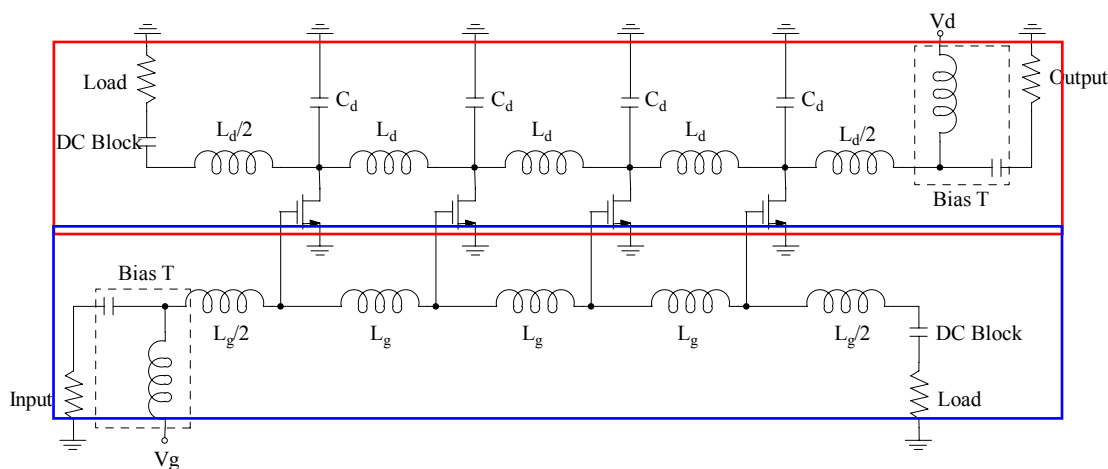 Vd
Load
C_d
C_d
C_d
C_d
Output
DC Block
L_d/2
L_d
L_d
L_d
L_d/2
Bias T
Bias T
L_g/2
L_g
L_g
L_g
L_g/2
DC Block
Input
Load
Vg